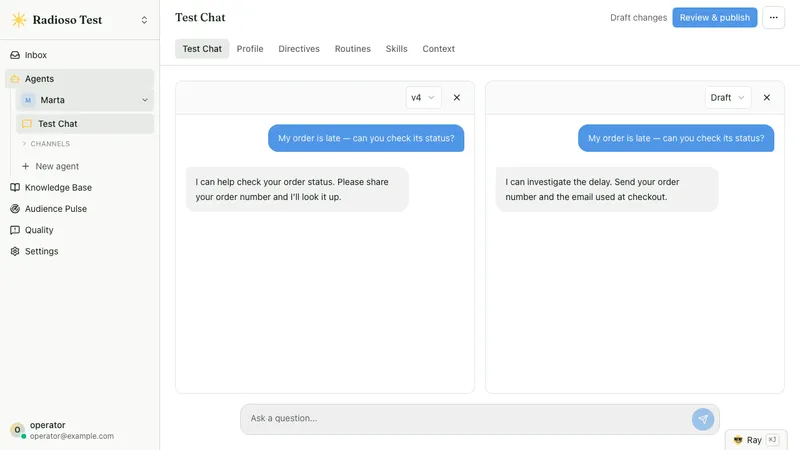 Radioso Test
Inbox
Agents
M Marta
Test Chat
CHANNELS
New agent
Knowledge Base
Audience Pulse
Quality
Settings
O
operator
operator@example.com
Test Chat
Draft changes
Review & publish
Test Chat
Profile
Directives
Routines
Skills
Context
v4
My order is late — can you check its status?
I can help check your order status. Please share
your order number and I'll look it up.
Draft
My order is late — can you check its status?
I can investigate the delay. Send your order
number and the email used at checkout.
Ask a question...
Ray ⌘J